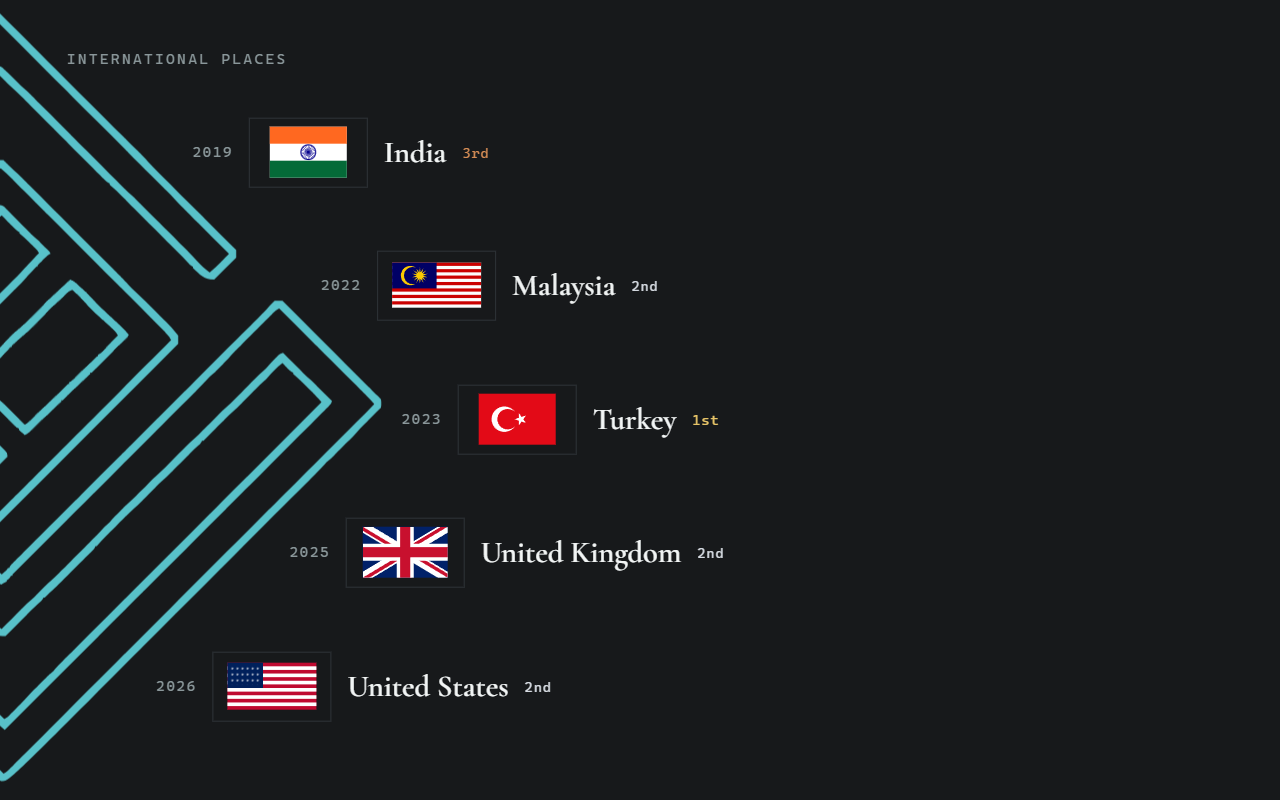 INTERNATIONAL PLACES
2019 India 3rd
2022 Malaysia 2nd
2023 Turkey 1st
2025 United Kingdom 2nd
2026 United States 2nd